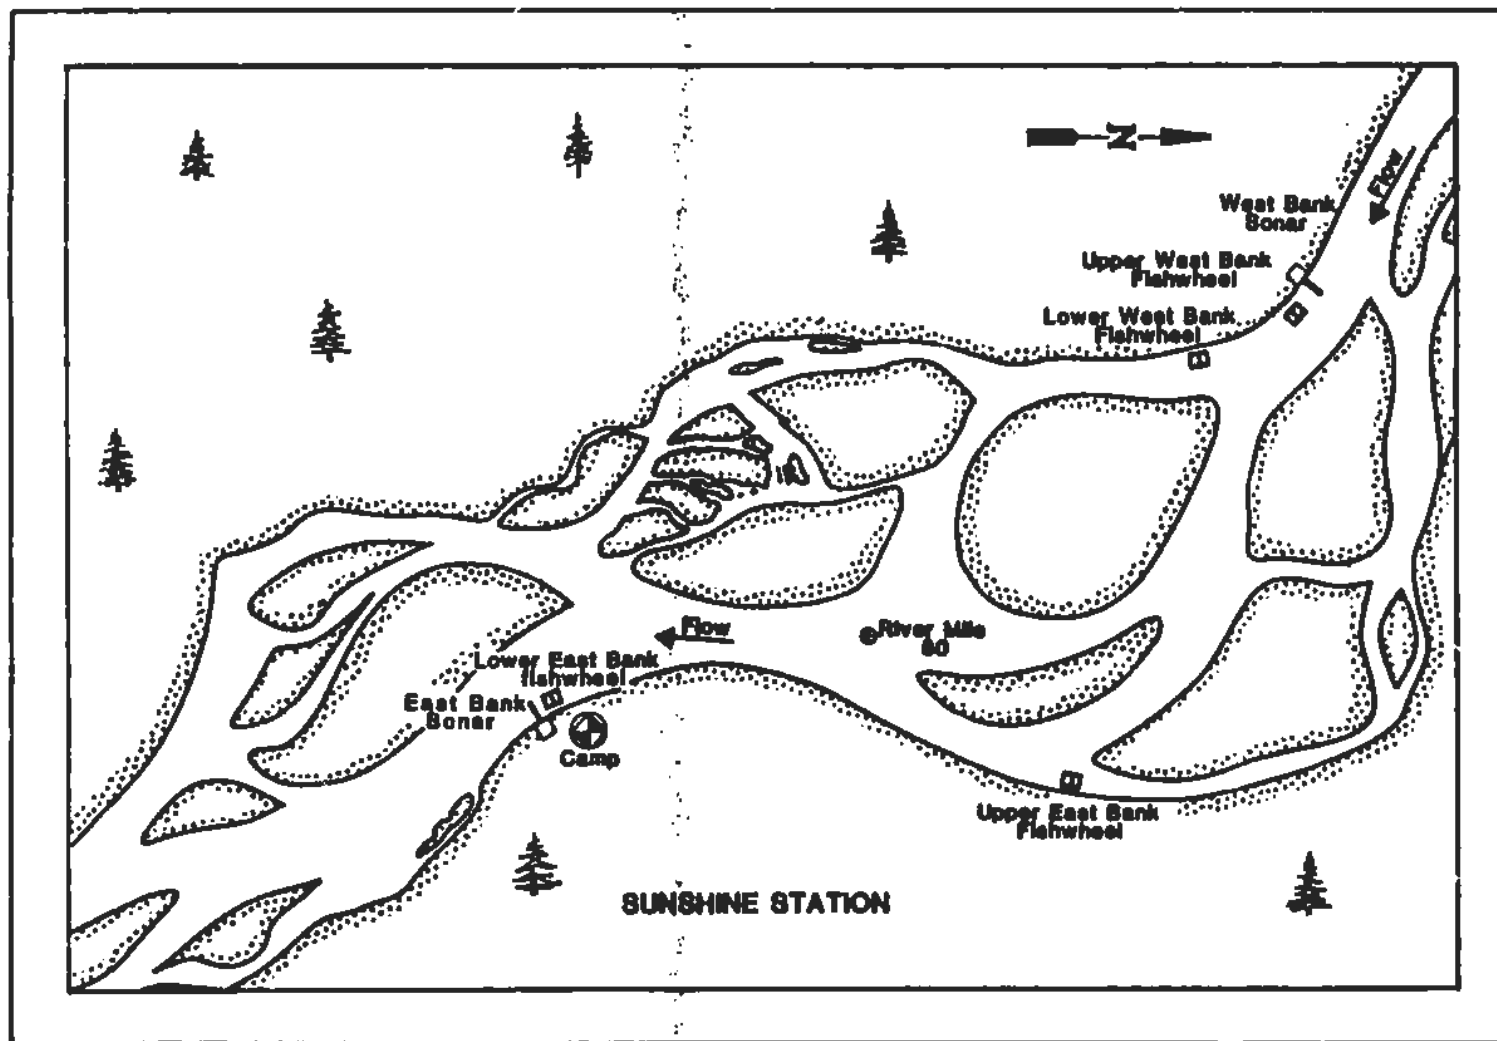 N
Flow
West Bank
Sonar
Upper West Bank
Fishwheel
Lower West Bank
Fishwheel
Flow
River Mile
80
Lower East Bank
fishwheel
East Bank
Sonar
Camp
Upper East Bank
Fishwheel
SUNSHINE STATION